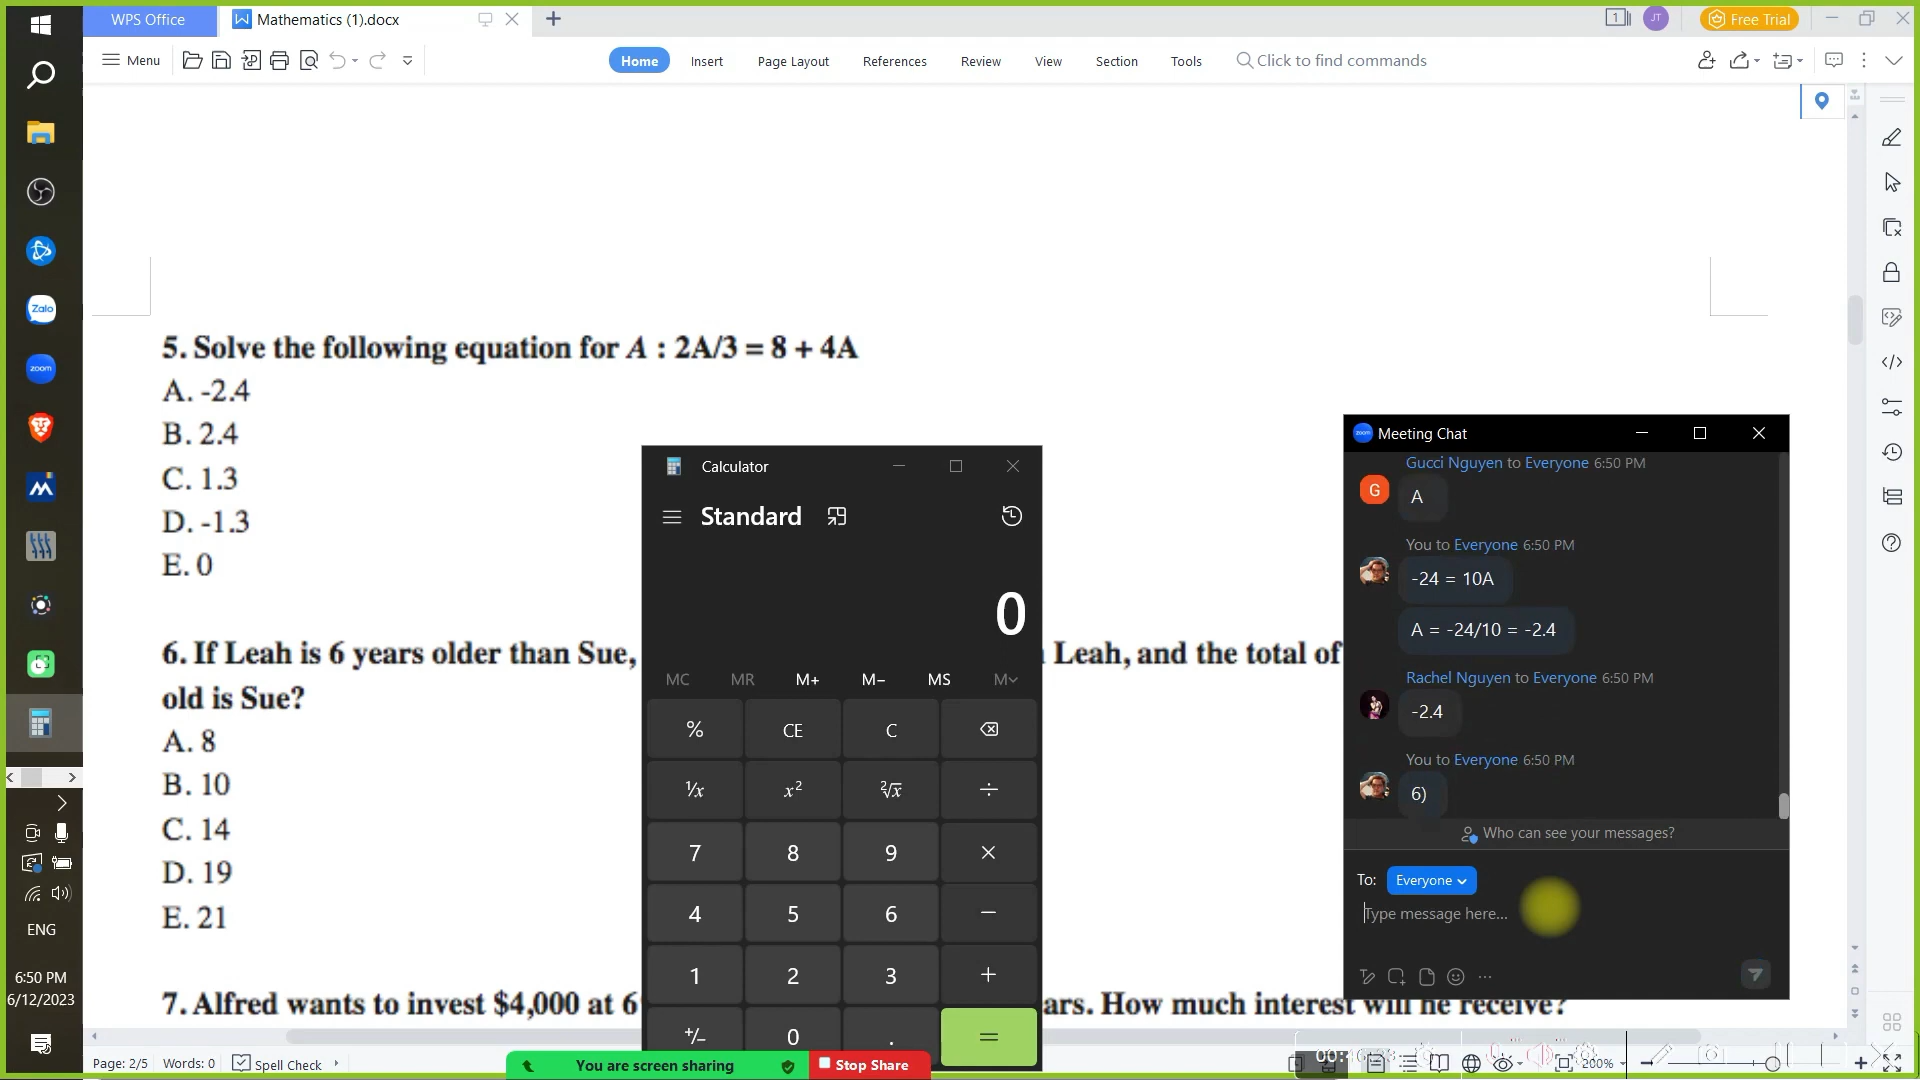 WPS Office
Mathematics (1).docx
1
JT
Free Trial
Menu
Home
Insert
Page Layout
References
Review
View
Section
Tools
Click to find commands
5. Solve the following equation for A : 2A/3 = 8 + 4A
A. -2.4
B. 2.4
C. 1.3
D. -1.3
E. 0
6. If Leah is 6 years older than Sue,
Leah, and the total of
old is Sue?
A. 8
B. 10
C. 14
D. 19
E. 21
7. Alfred wants to invest $4,000 at 6
ars. How much interest will he receive?
Calculator
Standard
0
MC
MR
M+
M−
MS
M
%
CE
C
1/x
x2
2√x
÷
7
8
9
×
4
5
6
−
1
2
3
+
+/−
0
.
=
zoom
Meeting Chat
Gucci Nguyen to Everyone 6:50 PM
G
A
You to Everyone 6:50 PM
-24 = 10A
A = -24/10 = -2.4
Rachel Nguyen to Everyone 6:50 PM
-2.4
You to Everyone 6:50 PM
6)
Who can see your messages?
To:
Everyone
Type message here...
Zalo
zoom
ENG
6:50 PM
6/12/2023
Page: 2/5
Words: 0
Spell Check
You are screen sharing
Stop Share
200%